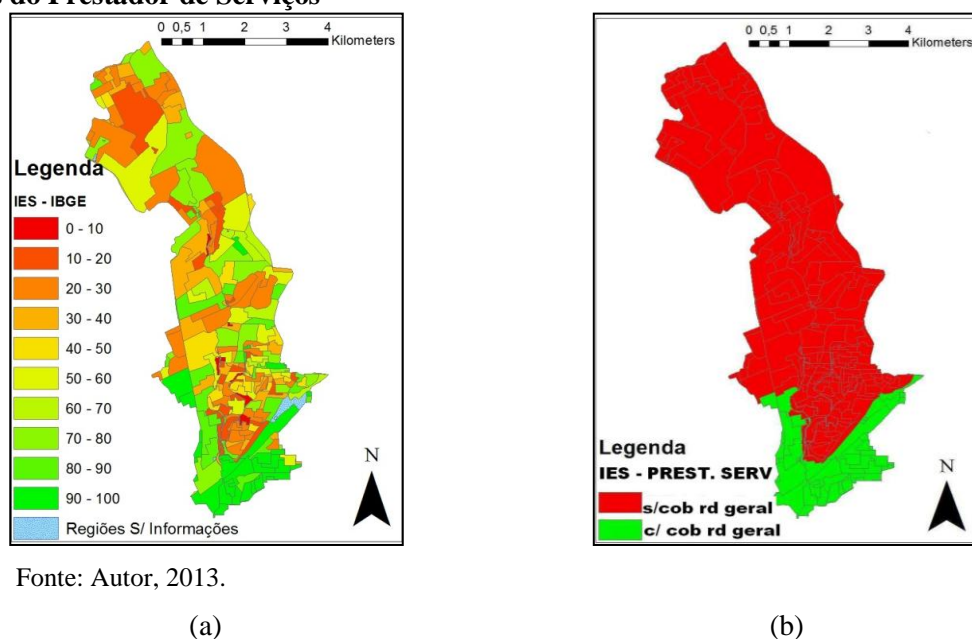 s do Prestador de Serviços
0 0,5 1 2 3 4
Kilometers
Legenda
IES - IBGE
0 - 10
10 - 20
20 - 30
30 - 40
40 - 50
50 - 60
60 - 70
70 - 80
80 - 90
90 - 100
Regiões S/ Informações
N
0 0,5 1 2 3 4
Kilometers
Legenda
IES - PREST. SERV
s/cob rd geral
c/ cob rd geral
N
Fonte: Autor, 2013.
(a)
(b)